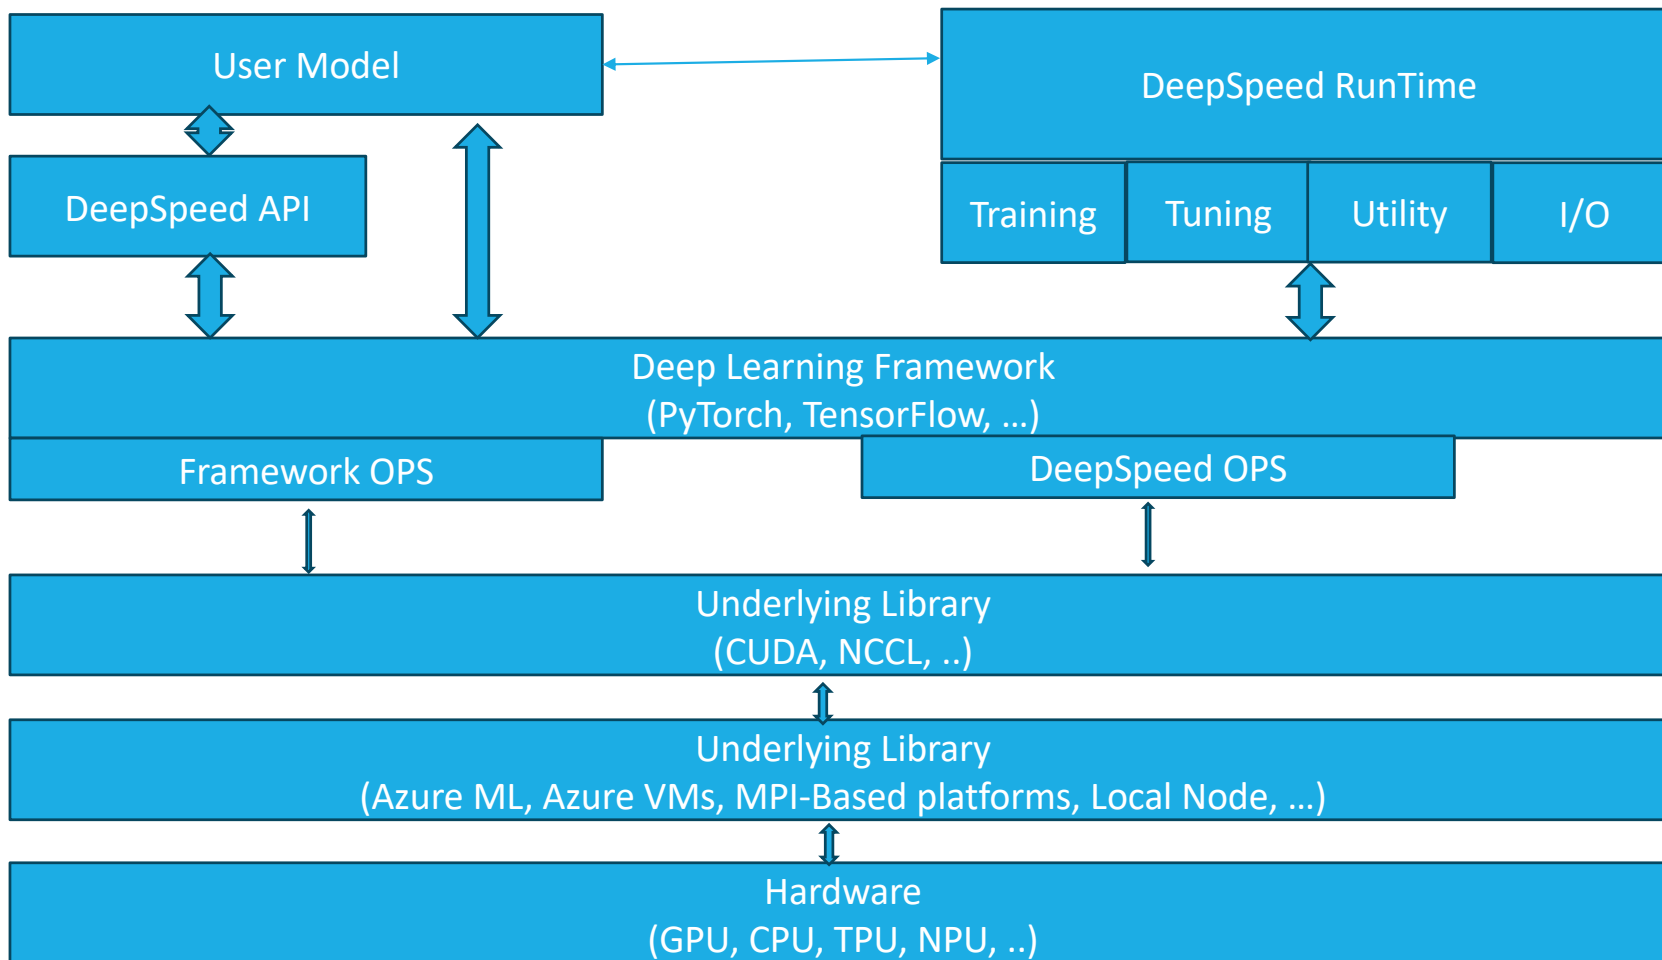 User Model
DeepSpeed RunTime
DeepSpeed API
Training
Tuning
Utility
I/O
Deep Learning Framework
(PyTorch, TensorFlow, ...)
Framework OPS
DeepSpeed OPS
Underlying Library
(CUDA, NCCL, ..)
Underlying Library
(Azure ML, Azure VMs, MPI-Based platforms, Local Node, ...)
Hardware
(GPU, CPU, TPU, NPU, ..)